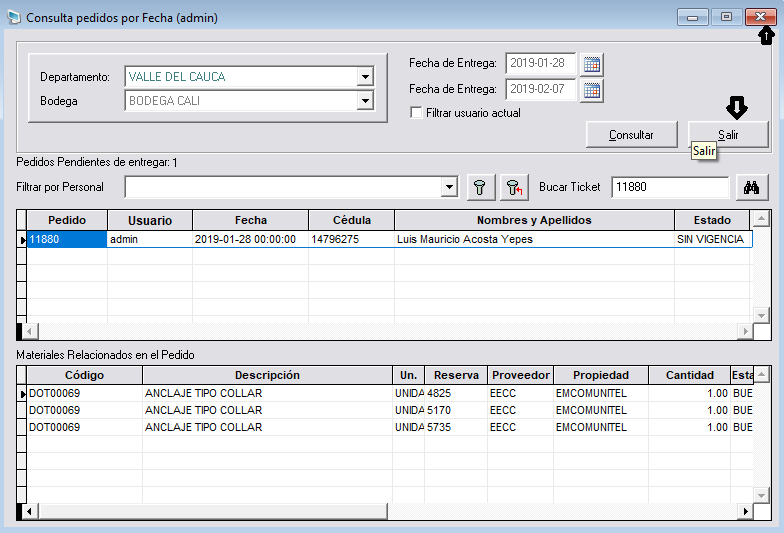 Consulta pedidos por Fecha (admin)
Departamento: VALLE DEL CAUCA
Bodega BODEGA CALI
Fecha de Entrega: 2019-01-28
Fecha de Entrega: 2019-02-07
Filtrar usuario actual
Consultar Salir
Salir
Pedidos Pendientes de entregar: 1
Filtrar por Personal Bucar Ticket 11880
Pedido Usuario Fecha Cédula Nombres y Apellidos Estado
11880 admin 2019-01-28 00:00:00 14796275 Luis Mauricio Acosta Yepes SIN VIGENCIA
Materiales Relacionados en el Pedido
Código Descripción Un. Reserva Proveedor Propiedad Cantidad Esta
DOT00069 ANCLAJE TIPO COLLAR UNIDA 4825 EECC EMCOMUNITEL 1.00 BUE
DOT00069 ANCLAJE TIPO COLLAR UNIDA 5170 EECC EMCOMUNITEL 1.00 BUE
DOT00069 ANCLAJE TIPO COLLAR UNIDA 5735 EECC EMCOMUNITEL 1.00 BUE